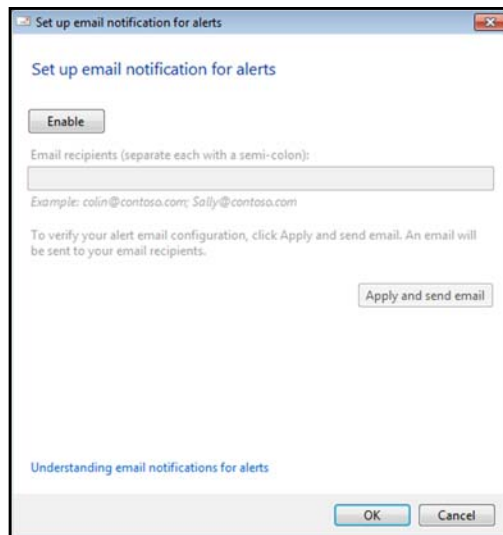 Set up email notification for alerts
Set up email notification for alerts
Enable
Email recipients (separate each with a semi-colon):
Example: colin@contoso.com; Sally@contoso.com
To verify your alert email configuration, click Apply and send email. An email will
be sent to your email recipients.
Apply and send email
Understanding email notifications for alerts
OK
Cancel